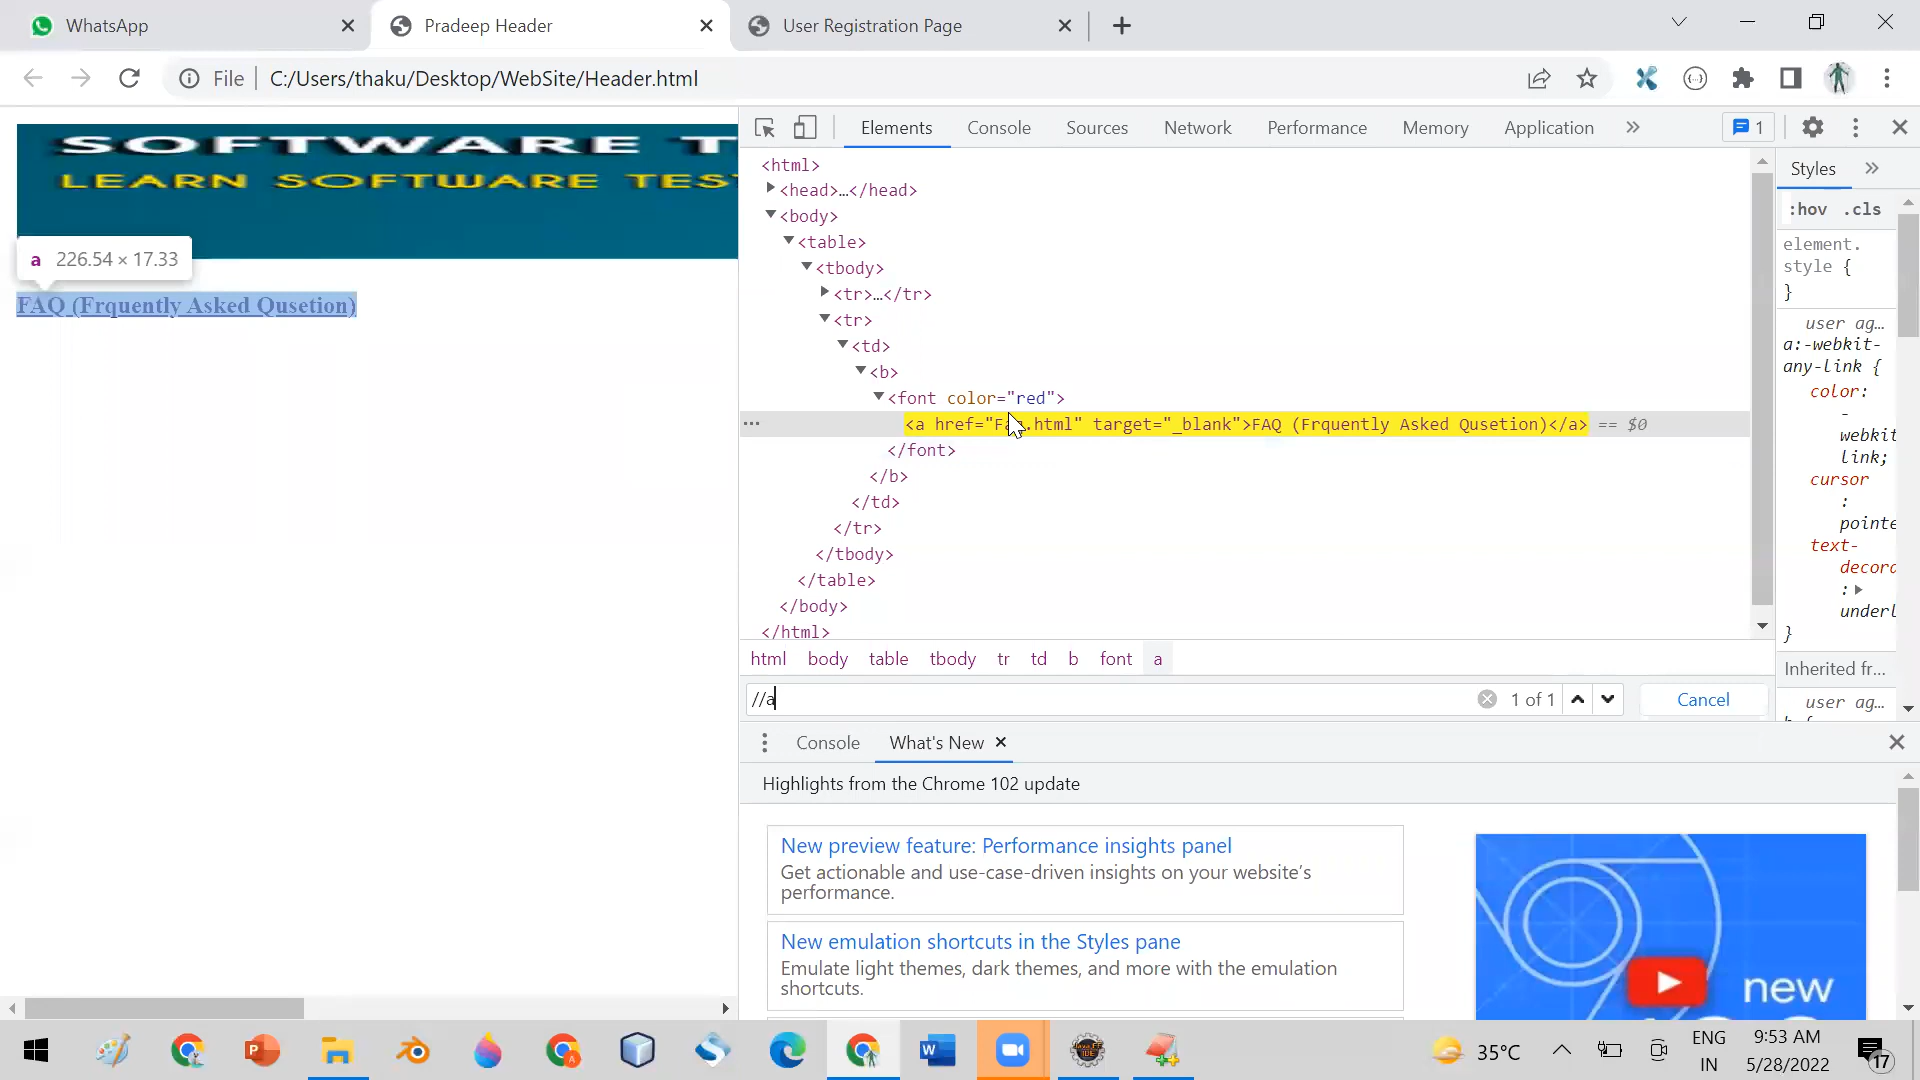 WhatsApp
Pradeep Header
User Registration Page
File
C:/Users/thaku/Desktop/WebSite/Header.html
SOFTWARE T
LEARN SOFTWARE TES
a 226.54 × 17.33
FAQ (Frquently Asked Qusetion)
Elements Console Sources Network Performance Memory Application » 1
<html>
<head>…</head>
<body>
<table>
<tbody>
<tr>…</tr>
<tr>
<td>
<b>
<font color="red">
<a href="Faq.html" target="_blank">FAQ (Frquently Asked Qusetion)</a> == $0
</font>
</b>
</td>
</tr>
</tbody>
</table>
</body>
</html>
html body table tbody tr td b font a
//a
1 of 1
Cancel
Styles »
:hov .cls
element.
style {
}
user ag…
a:-webkit-
any-link {
color:
-
webkit
link;
cursor
:
pointe
text-
decora
:
underl
}
Inherited fr…
user ag…
Console What's New
Highlights from the Chrome 102 update
New preview feature: Performance insights panel
Get actionable and use-case-driven insights on your website's
performance.
New emulation shortcuts in the Styles pane
Emulate light themes, dark themes, and more with the emulation
shortcuts.
new
35°C
ENG
IN
9:53 AM
5/28/2022
17